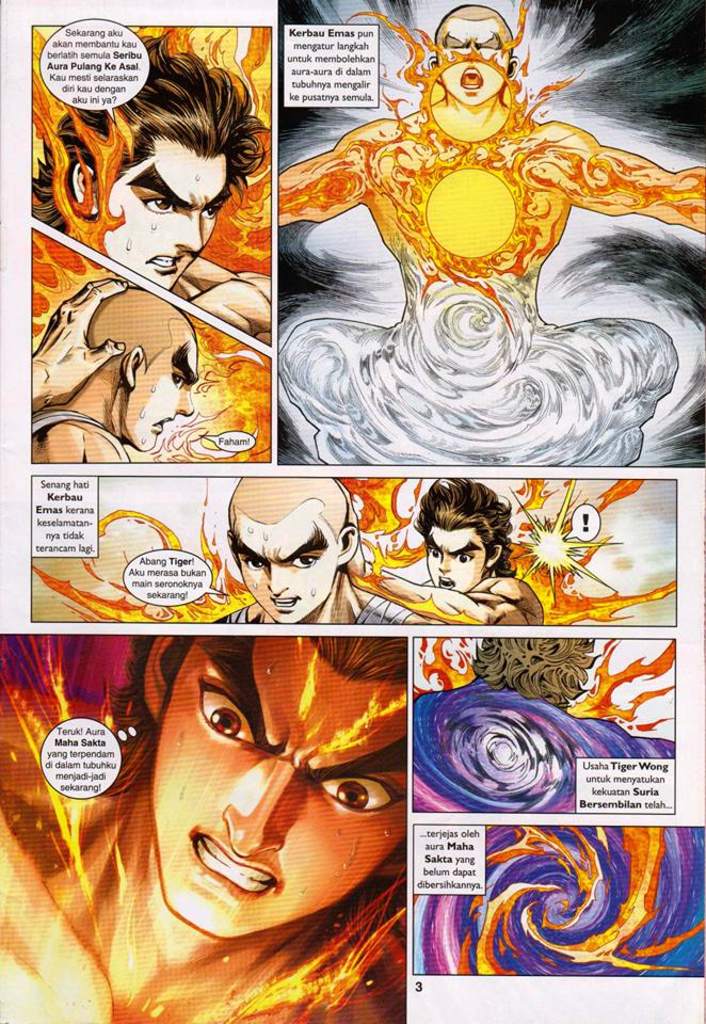 Sekarang aku
akan membantu kau
berlatih semula Seribu
Aura Pulang Ke Asal.
Kau mesti selaraskan
diri kau dengan
aku ini ya?
Kerbau Emas pun
mengatur langkah
untuk membolehkan
aura-aura di dalam
tubuhnya mengalir
ke pusatnya semula.
Faham!
Senang hati
Kerbau
Emas kerana
keselamatan-
nya tidak
terancam lagi.
Abang Tiger!
Aku merasa bukan
main seronoknya
sekarang!
!
Teruk! Aura
Maha Sakta
yang terpendam
di dalam tubuhku
menjadi-jadi
sekarang!
Usaha Tiger Wong
untuk menyatukan
kekuatan Suria
Bersembilan telah...
...terjejas oleh
aura Maha
Sakta yang
belum dapat
dibersihkannya.
3